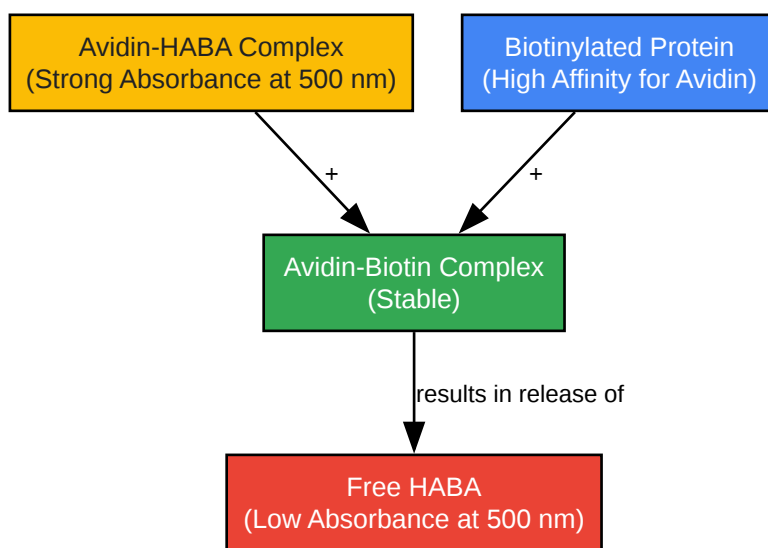 Avidin-HABA Complex
(Strong Absorbance at 500 nm)
Biotinylated Protein
(High Affinity for Avidin)
+
+
Avidin-Biotin Complex
(Stable)
results in release of
Free HABA
(Low Absorbance at 500 nm)